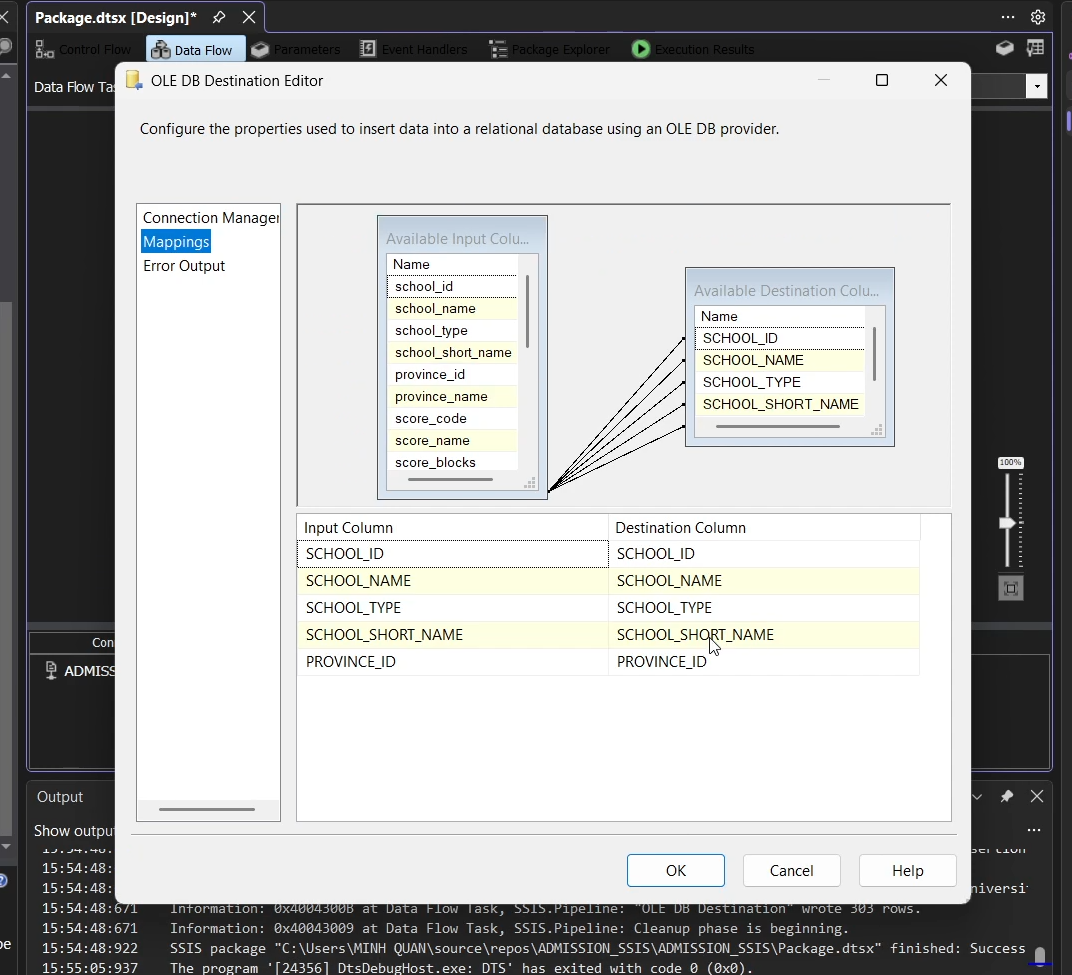 Package.dtsx [Design]*
Control Flow Data Flow Parameters Event Handlers Package Explorer Execution Results
Data Flow Tas
OLE DB Destination Editor
Configure the properties used to insert data into a relational database using an OLE DB provider.
Connection Manager
Mappings
Error Output
Available Input Colu...
Name
school_id
school_name
school_type
school_short_name
province_id
province_name
score_code
score_name
score_blocks
Available Destination Colu...
Name
SCHOOL_ID
SCHOOL_NAME
SCHOOL_TYPE
SCHOOL_SHORT_NAME
100%
Input Column Destination Column
SCHOOL_ID SCHOOL_ID
SCHOOL_NAME SCHOOL_NAME
SCHOOL_TYPE SCHOOL_TYPE
SCHOOL_SHORT_NAME SCHOOL_SHORT_NAME
PROVINCE_ID PROVINCE_ID
Con
ADMISS
OK Cancel Help
Output
Show output
15:54:48:
15:54:48: niversi
15:54:48:671 Information: 0x4004300B at Data Flow Task, SSIS.Pipeline: "OLE DB Destination" wrote 303 rows.
15:54:48:671 Information: 0x40043009 at Data Flow Task, SSIS.Pipeline: Cleanup phase is beginning.
15:54:48:922 SSIS package "C:\Users\MINH QUAN\source\repos\ADMISSION_SSIS\ADMISSION_SSIS\Package.dtsx" finished: Success
15:55:05:937 The program '[24356] DtsDebugHost.exe: DTS' has exited with code 0 (0x0).